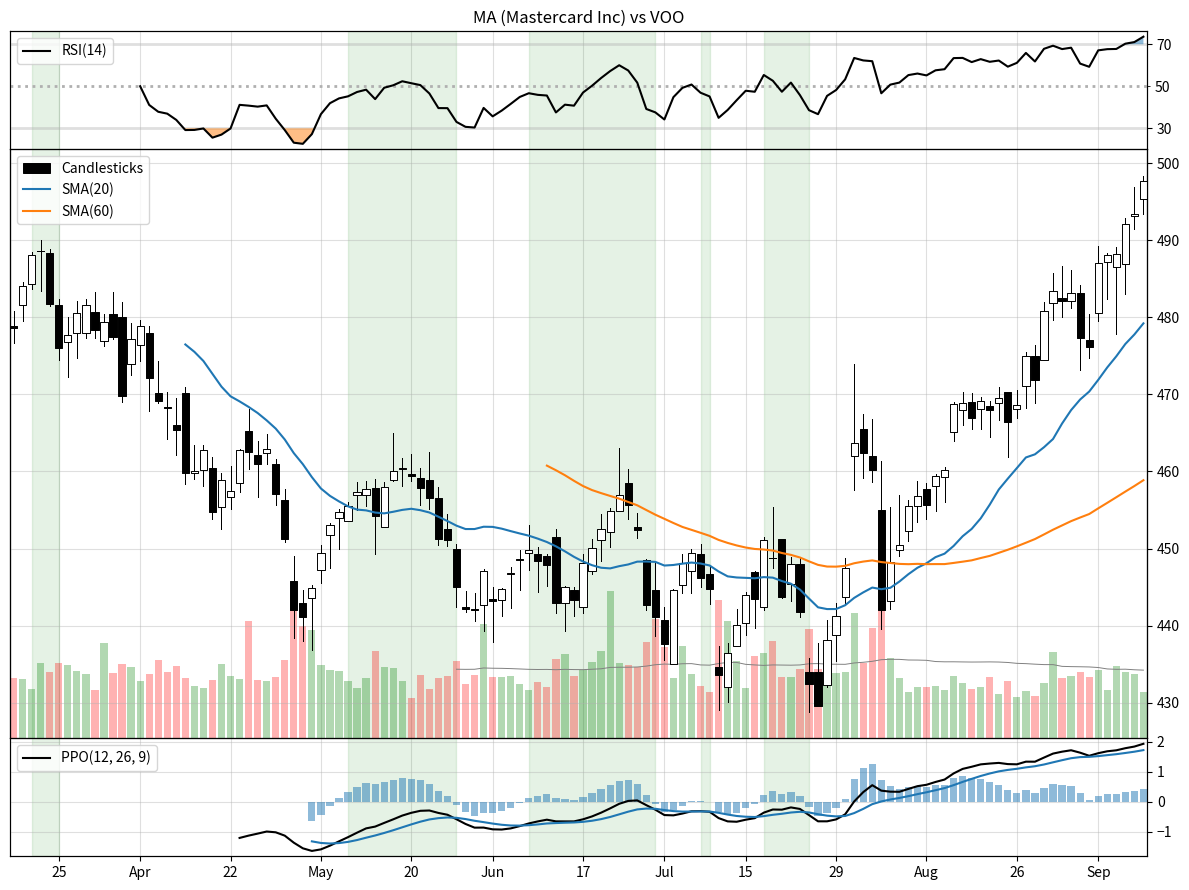 MA (Mastercard Inc) vs VOO
RSI(14)
70
50
30
Candlesticks
SMA(20)
SMA(60)
500
490
480
470
460
450
440
430
PPO(12, 26, 9)
2
1
0
−1
25 Apr 22 May 20 Jun 17 Jul 15 29 Aug 26 Sep